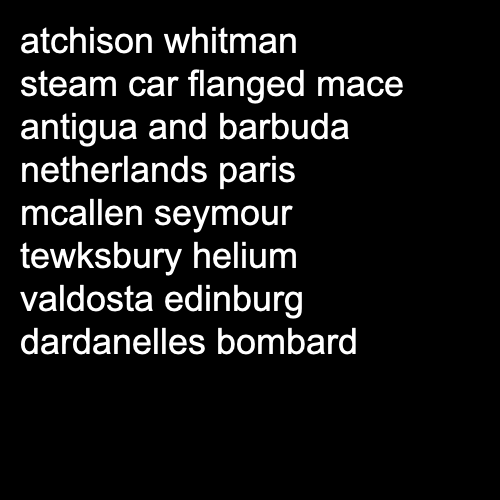 atchison whitman
steam car flanged mace
antigua and barbuda
netherlands paris
mcallen seymour
tewksbury helium
valdosta edinburg
dardanelles bombard